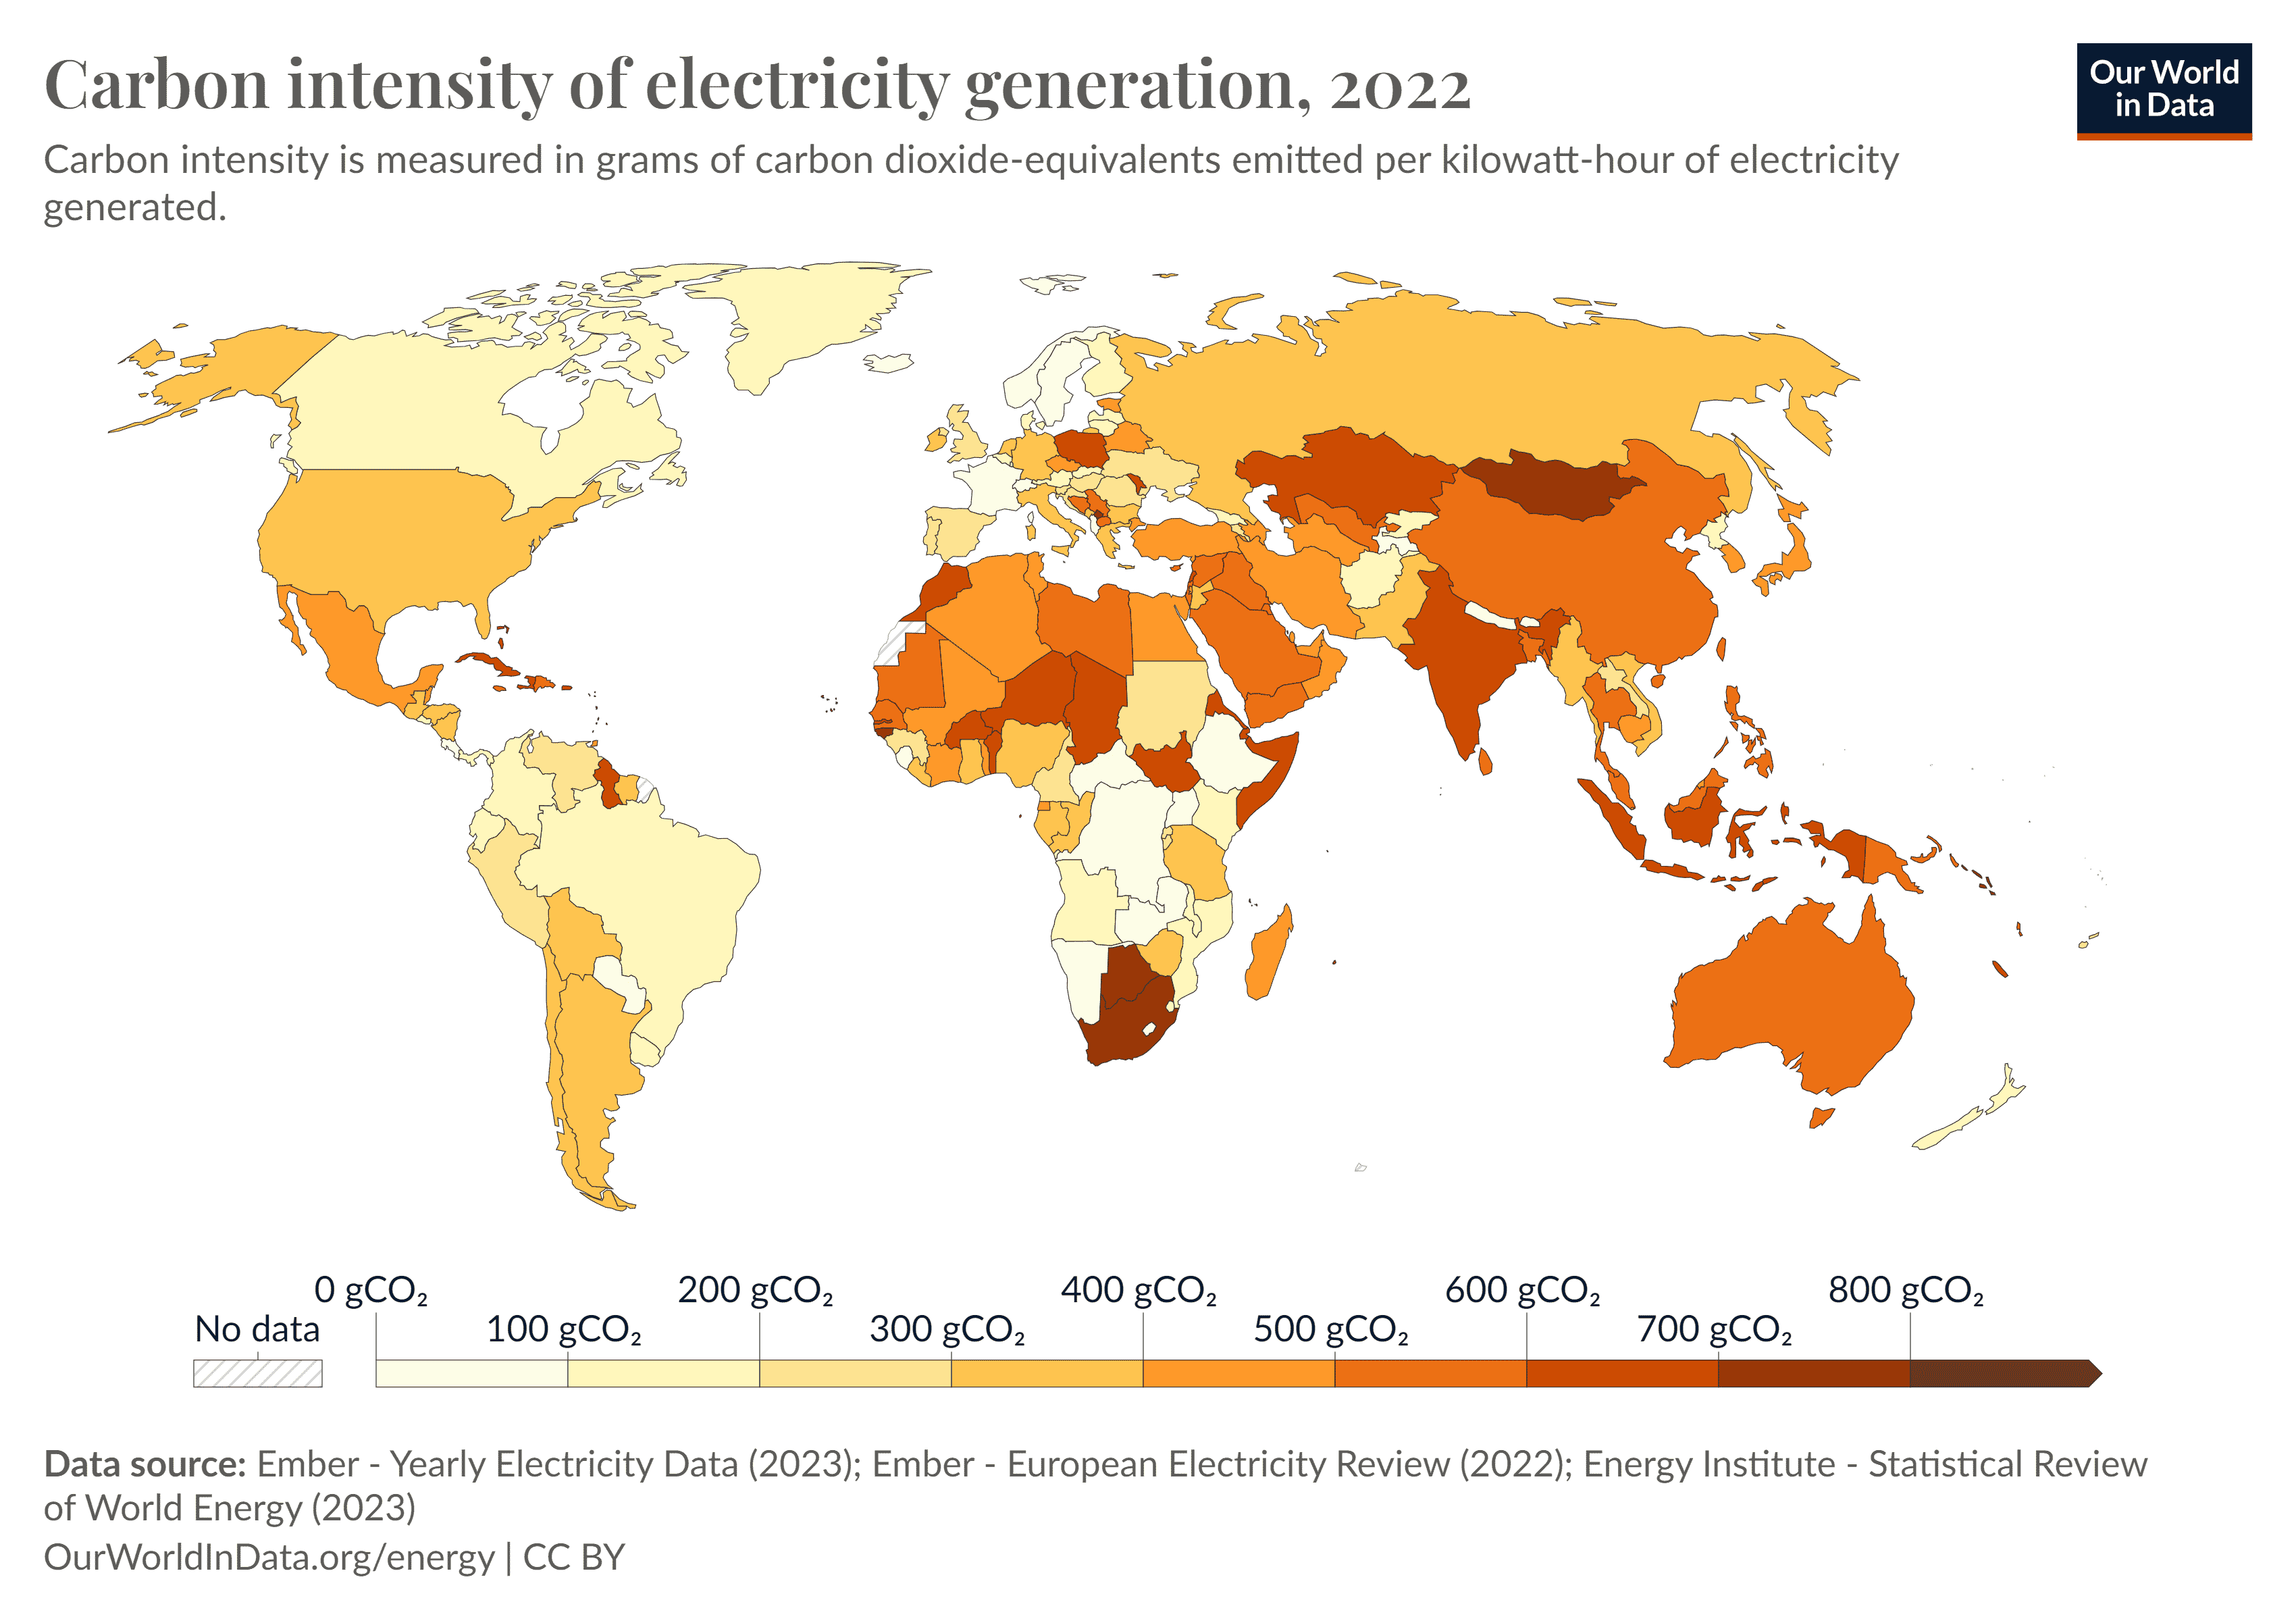 Carbon intensity of electricity generation, 2022
Our World
in Data
Carbon intensity is measured in grams of carbon dioxide-equivalents emitted per kilowatt-hour of electricity
generated.
0 gCO₂
200 gCO₂
400 gCO₂
600 gCO₂
800 gCO₂
No data
100 gCO₂
300 gCO₂
500 gCO₂
700 gCO₂
Data source: Ember - Yearly Electricity Data (2023); Ember - European Electricity Review (2022); Energy Institute - Statistical Review
of World Energy (2023)
OurWorldInData.org/energy | CC BY